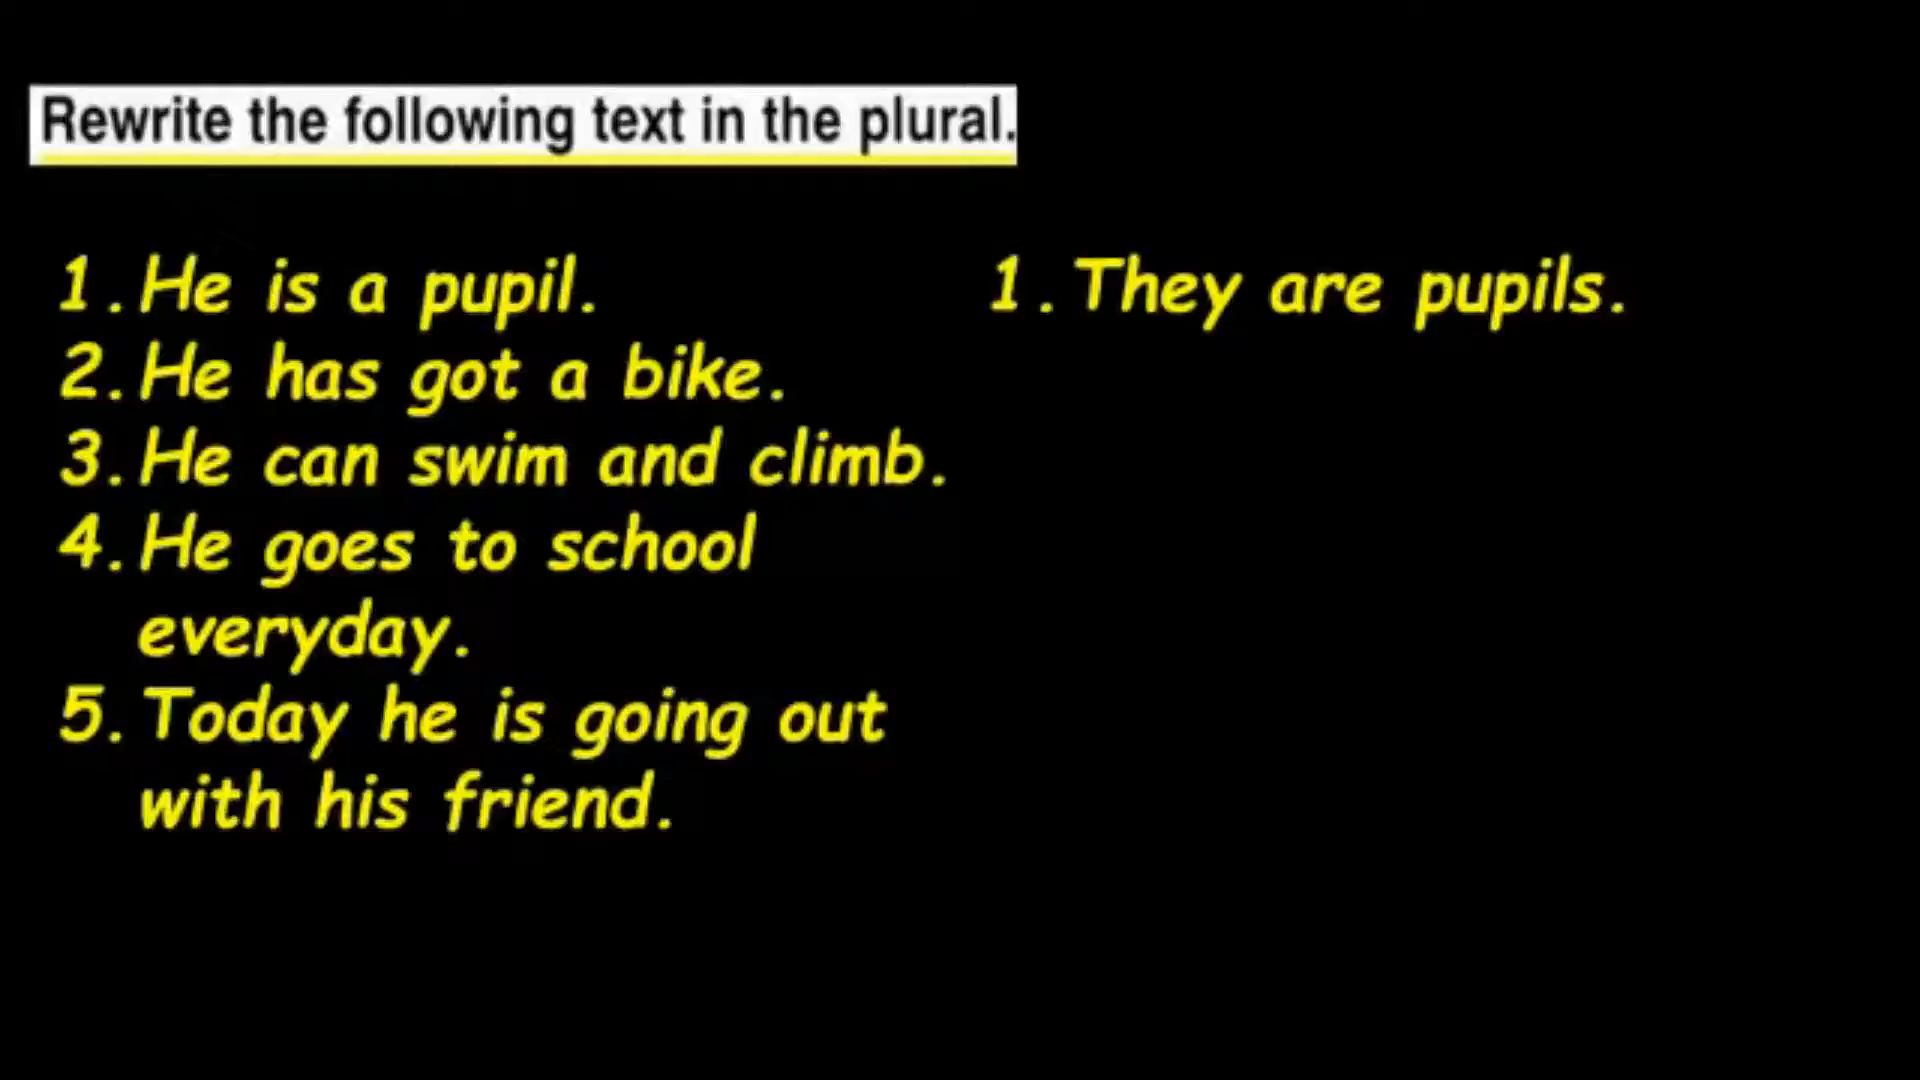 Rewrite the following text in the plural.
1. He is a pupil.
2. He has got a bike.
3. He can swim and climb.
4. He goes to school
everyday.
5. Today he is going out
with his friend.
1. They are pupils.